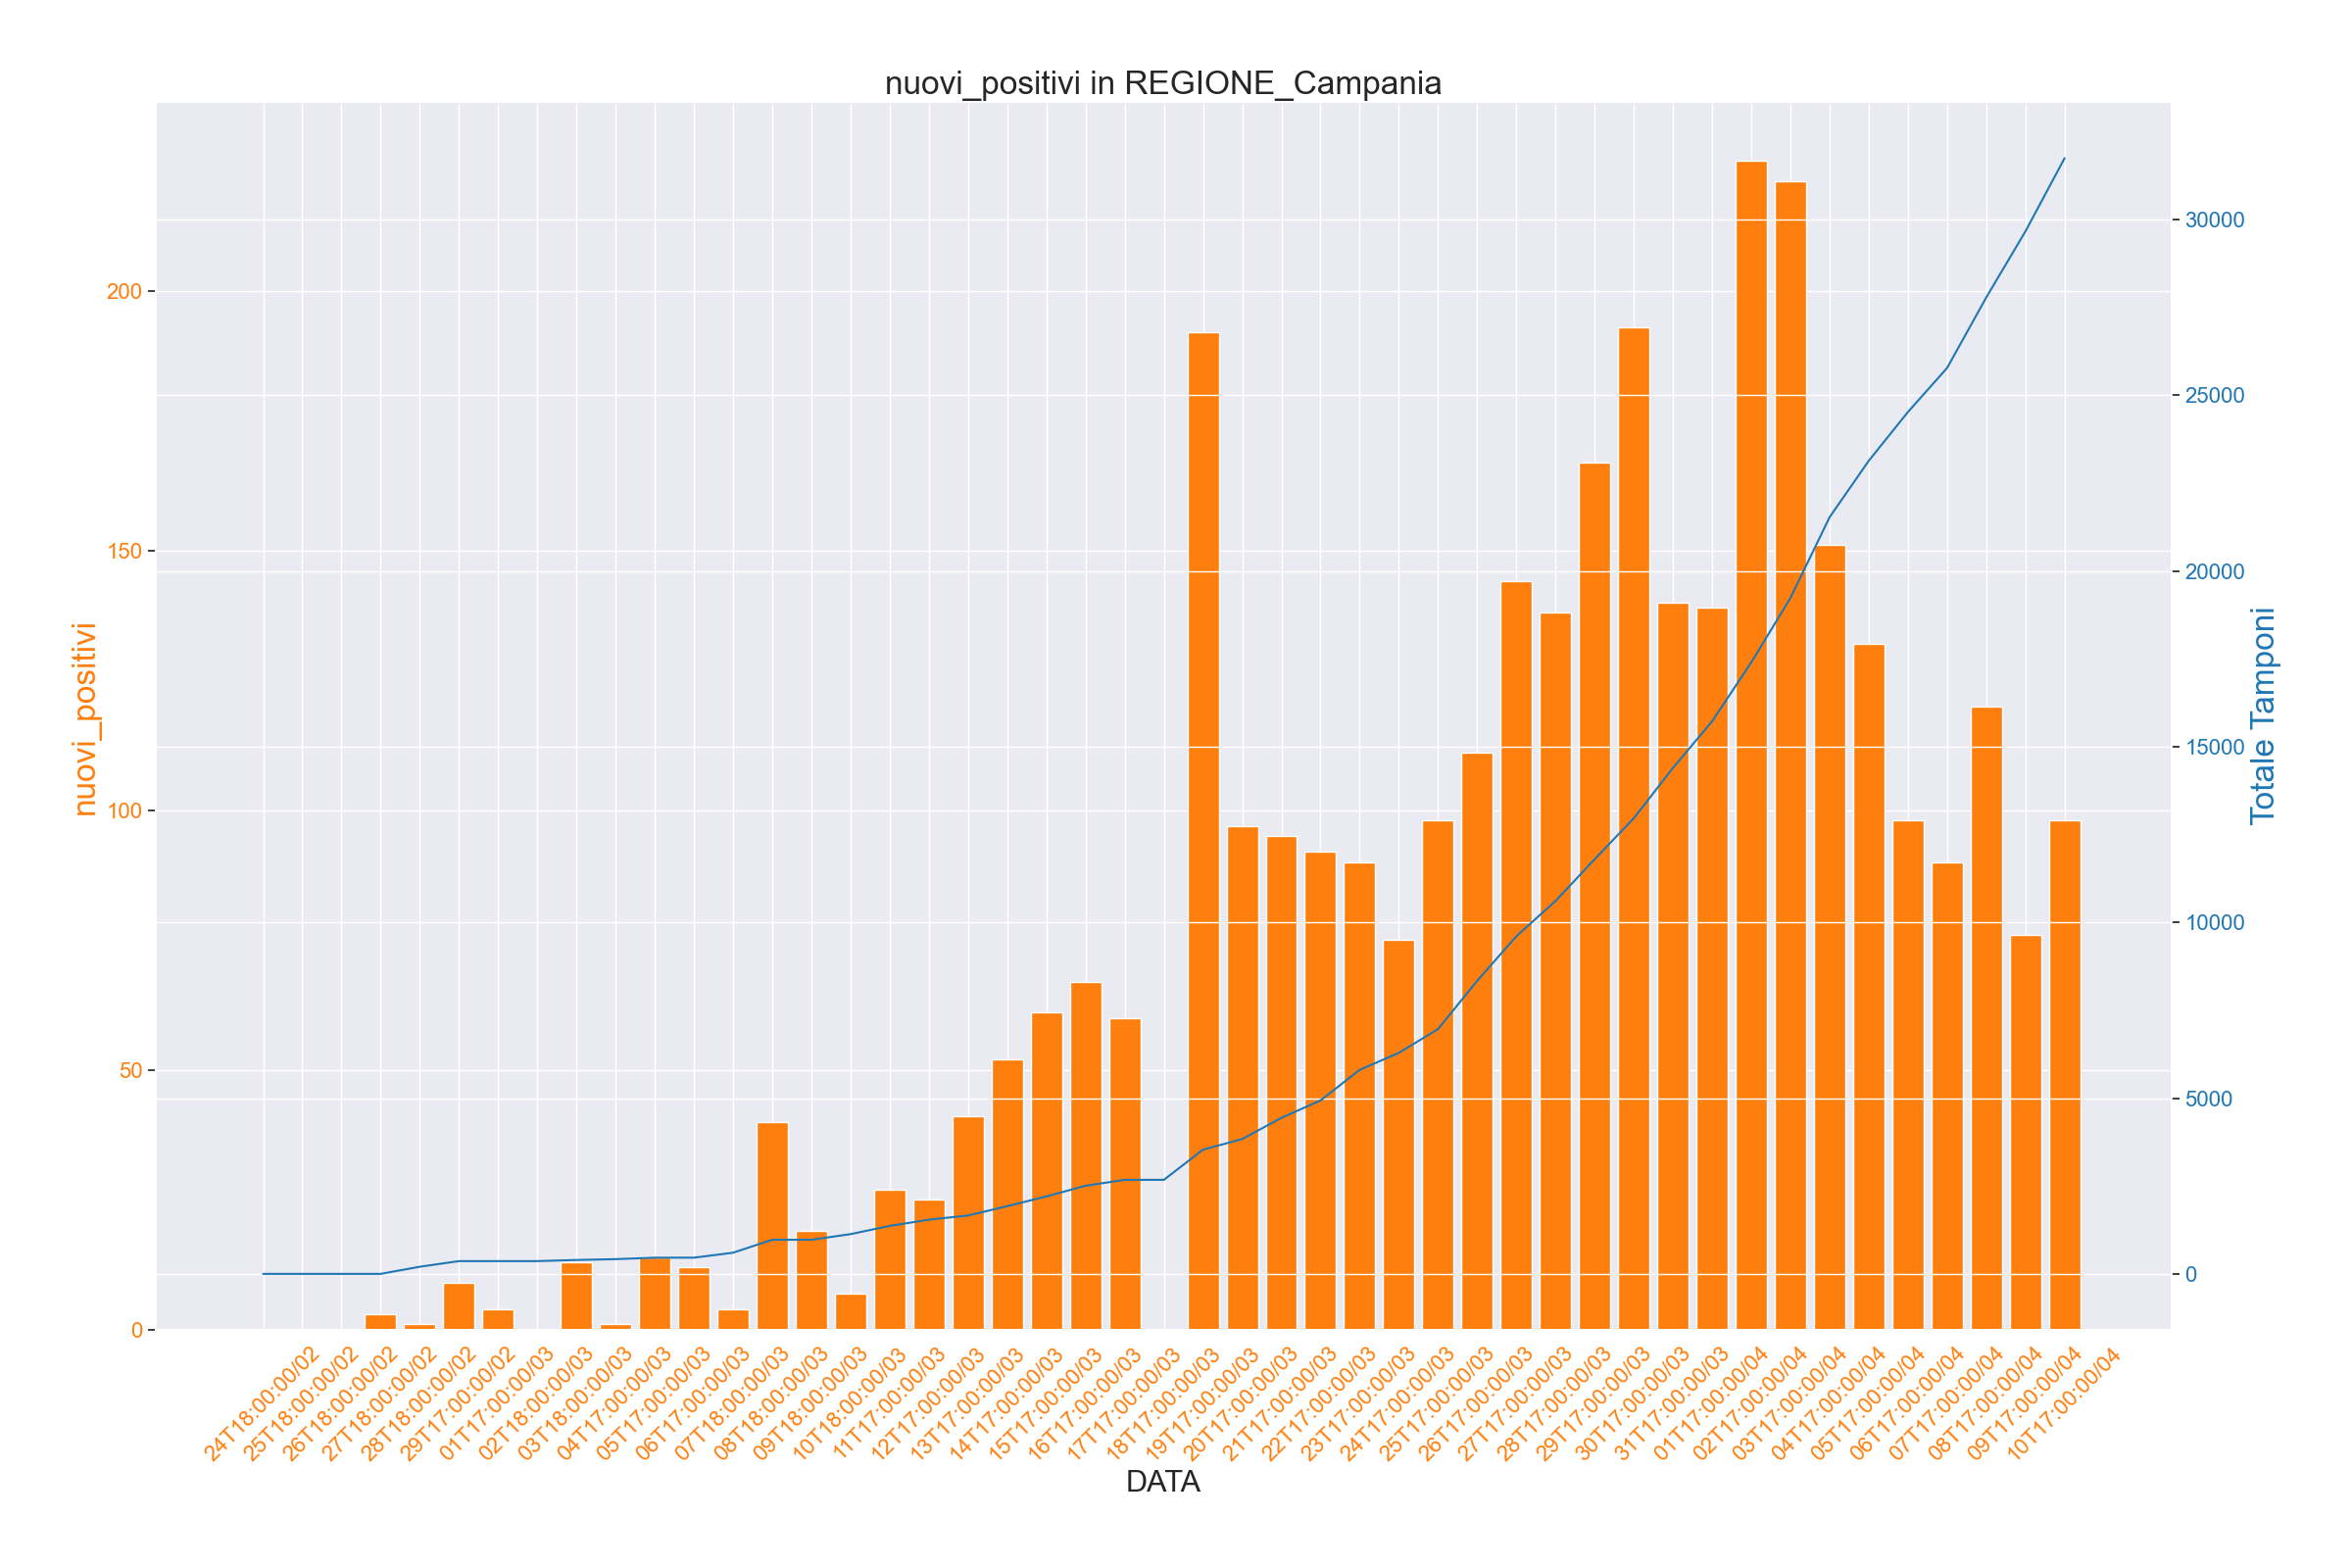 nuovi_positivi in REGIONE_Campania
nuovi_positivi
200
150
100
50
0
Totale Tamponi
30000
25000
20000
15000
10000
5000
0
24T18:00:00/02
25T18:00:00/02
26T18:00:00/02
27T18:00:00/02
28T18:00:00/02
29T17:00:00/02
01T17:00:00/03
02T18:00:00/03
03T18:00:00/03
04T17:00:00/03
05T17:00:00/03
06T17:00:00/03
07T18:00:00/03
08T18:00:00/03
09T18:00:00/03
10T18:00:00/03
11T17:00:00/03
12T17:00:00/03
13T17:00:00/03
14T17:00:00/03
15T17:00:00/03
16T17:00:00/03
17T17:00:00/03
18T17:00:00/03
19T17:00:00/03
20T17:00:00/03
21T17:00:00/03
22T17:00:00/03
23T17:00:00/03
24T17:00:00/03
25T17:00:00/03
26T17:00:00/03
27T17:00:00/03
28T17:00:00/03
29T17:00:00/03
30T17:00:00/03
31T17:00:00/03
01T17:00:00/04
02T17:00:00/04
03T17:00:00/04
04T17:00:00/04
05T17:00:00/04
06T17:00:00/04
07T17:00:00/04
08T17:00:00/04
09T17:00:00/04
10T17:00:00/04
DATA